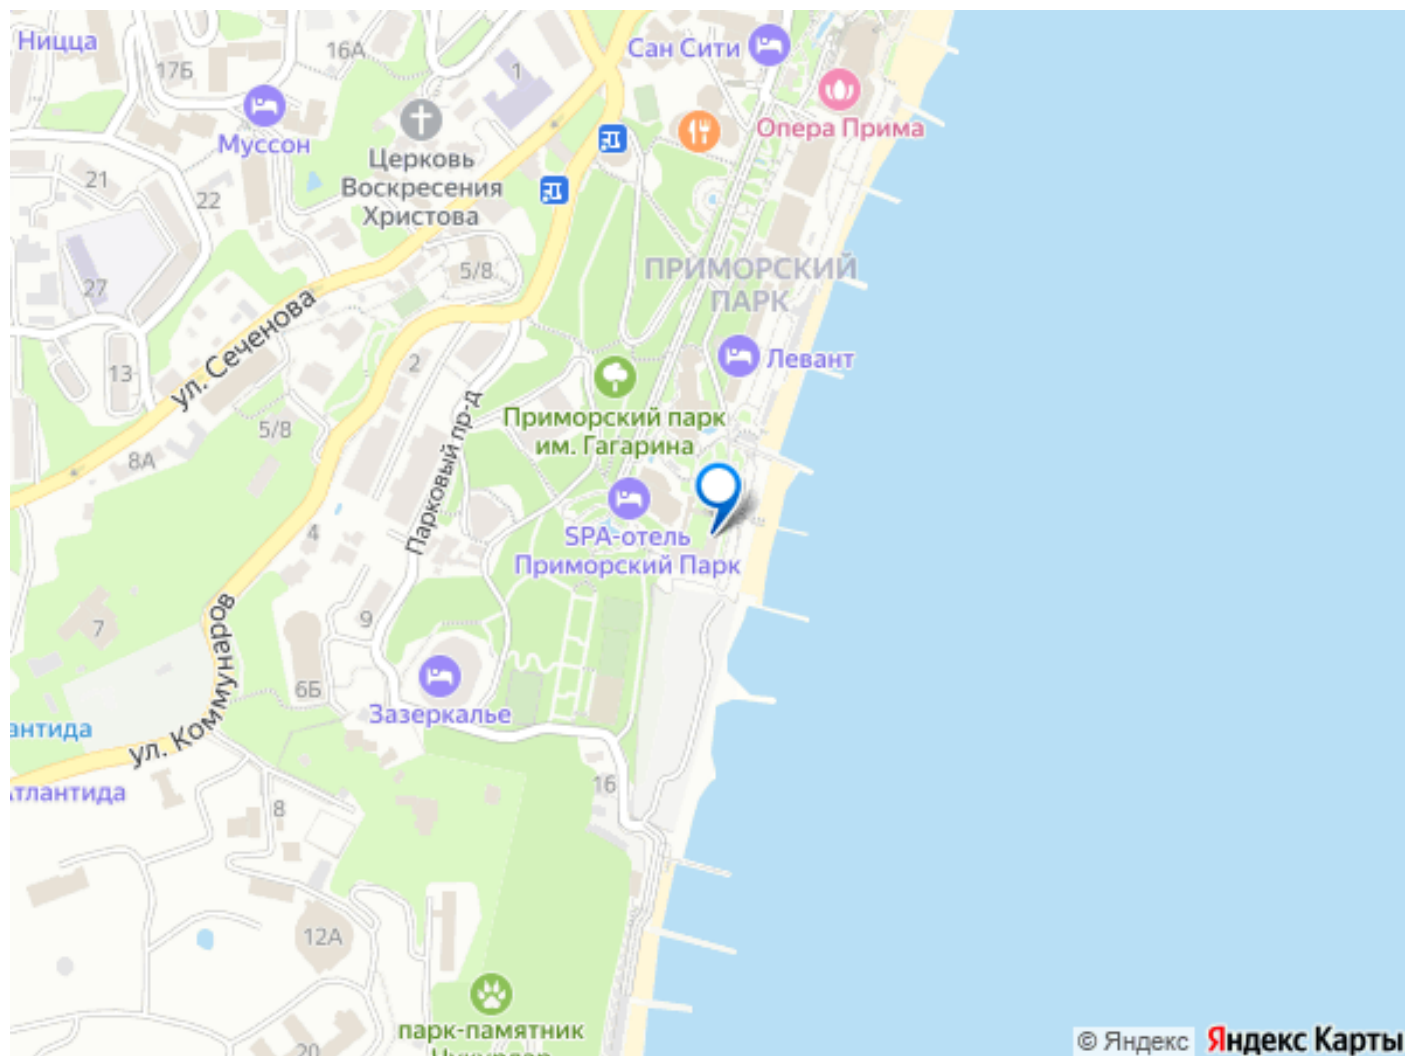 Ницца
16А
17Б
1
Сан Сити
Муссон
Опера Прима
Церковь
Воскресения
Христова
21
22
27
5/8
ПРИМОРСКИЙ
ПАРК
ул. Сеченова
13
2
Левант
Приморский парк
им. Гагарина
5/8
8А
Парковый пр-д
4
SPA-отель
Приморский Парк
9
7
6Б
Зазеркалье
ул. Коммунаров
антида
тлантида
16
8
12А
парк-памятник
Чукурлар
20
© Яндекс
Яндекс Карты